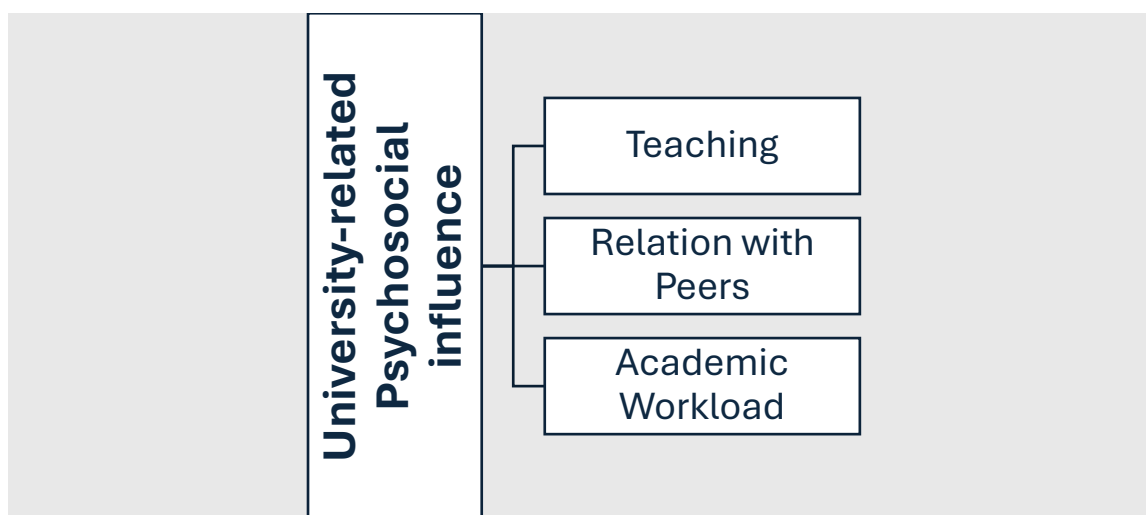 University-related
Psychosocial
influence
Teaching
Relation with
Peers
Academic
Workload